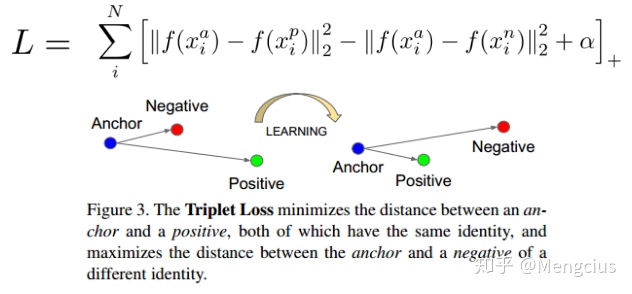 L = \sum_{i}^{N} \left[ \|f(x_i^a) - f(x_i^p)\|_2^2 - \|f(x_i^a) - f(x_i^n)\|_2^2 + \alpha \right]_+
Negative
Anchor
LEARNING
Positive
Negative
Anchor
Positive
Figure 3. The Triplet Loss minimizes the distance between an an-
chor and a positive, both of which have the same identity, and
maximizes the distance between the anchor and a negative of a
different identity.
知乎 @Mengcius